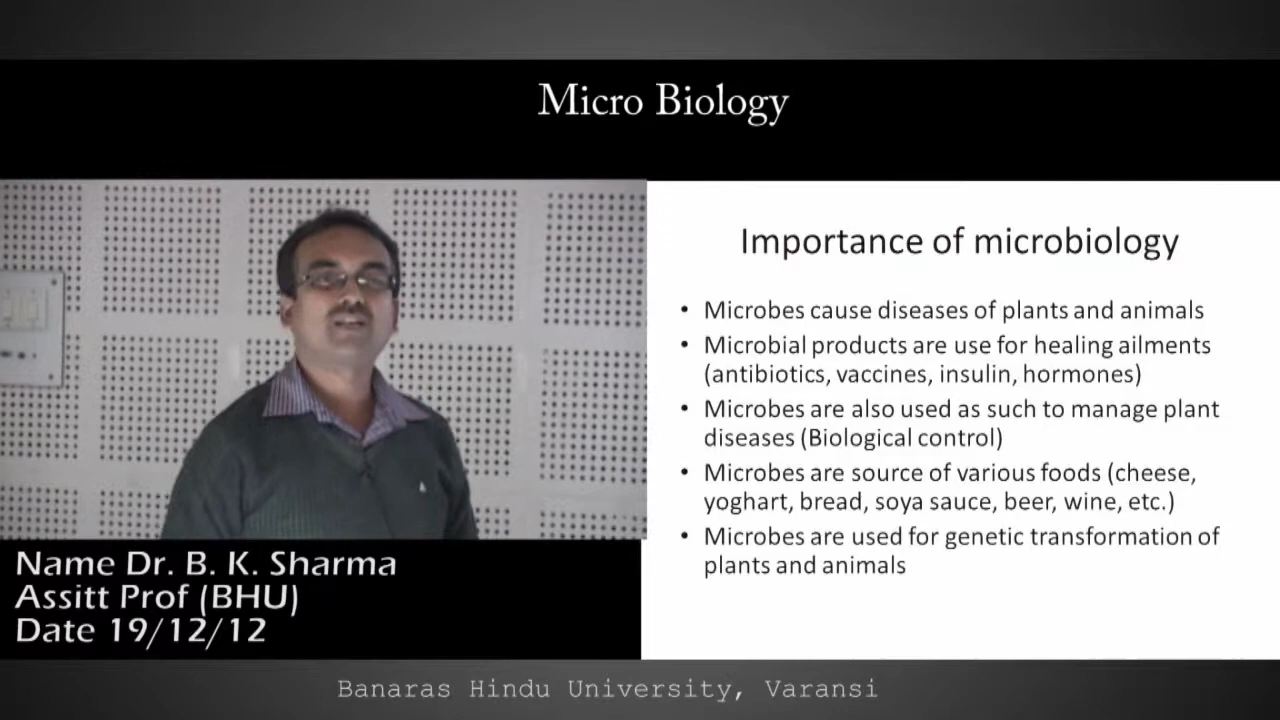 Micro Biology
Importance of microbiology
• Microbes cause diseases of plants and animals
• Microbial products are use for healing ailments
(antibiotics, vaccines, insulin, hormones)
• Microbes are also used as such to manage plant
diseases (Biological control)
• Microbes are source of various foods (cheese,
yoghart, bread, soya sauce, beer, wine, etc.)
• Microbes are used for genetic transformation of
plants and animals
Name Dr. B. K. Sharma
Assitt Prof (BHU)
Date 19/12/12
Banaras Hindu University, Varansi